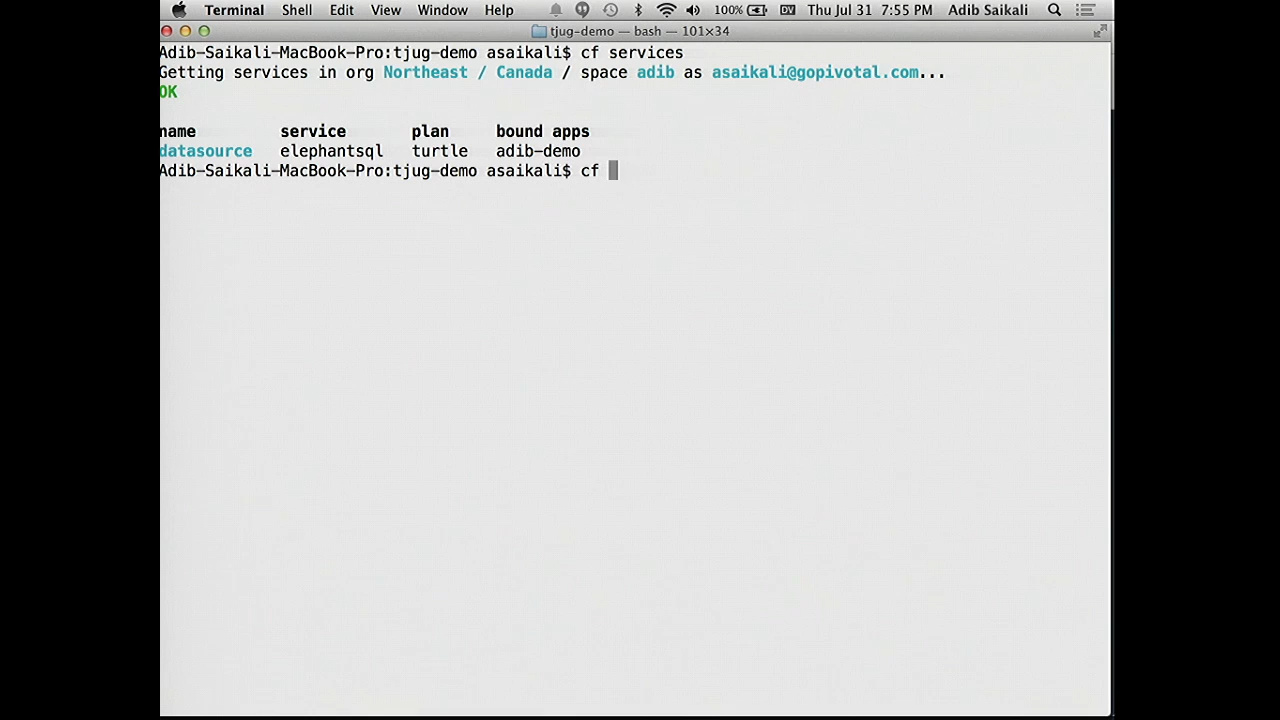 Terminal Shell Edit View Window Help 100% DV Thu Jul 31 7:55 PM Adib Saikali
tjug-demo — bash — 101×34
Adib-Saikali-MacBook-Pro:tjug-demo asaikali$ cf services
Getting services in org Northeast / Canada / space adib as asaikali@gopivotal.com...
OK
name service plan bound apps
datasource elephantsql turtle adib-demo
Adib-Saikali-MacBook-Pro:tjug-demo asaikali$ cf